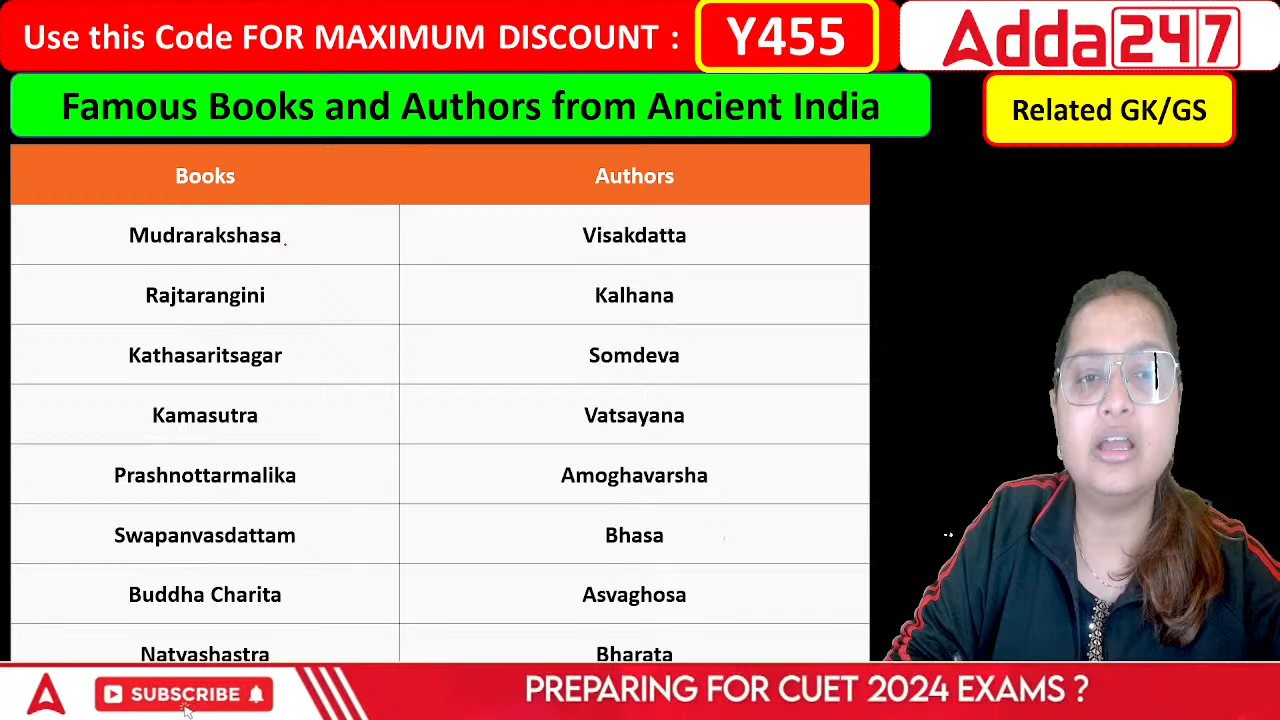 Use this Code FOR MAXIMUM DISCOUNT : Y455 Adda247
Famous Books and Authors from Ancient India Related GK/GS
Books Authors
Mudrarakshasa Visakdatta
Rajtarangini Kalhana
Kathasaritsagar Somdeva
Kamasutra Vatsayana
Prashnottarmalika Amoghavarsha
Swapanvasdattam Bhasa
Buddha Charita Asvaghosa
Natyashastra Bharata
SUBSCRIBE PREPARING FOR CUET 2024 EXAMS ?